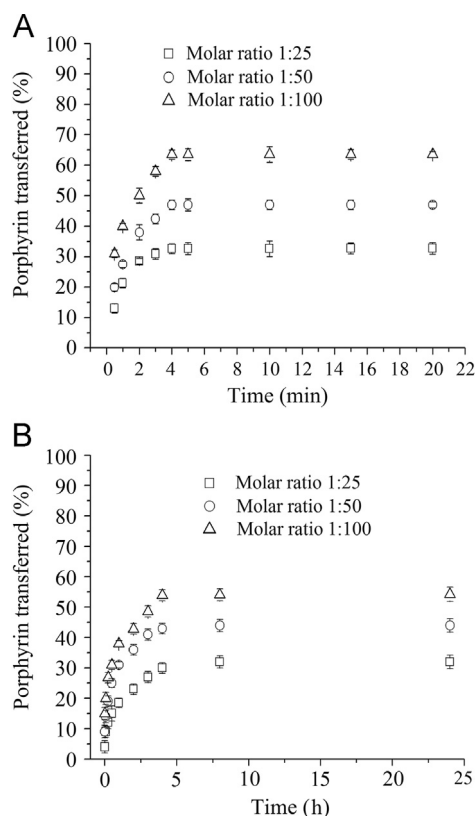 A
Molar ratio 1:25
Molar ratio 1:50
Molar ratio 1:100
Porphyrin transferred (%)
100
90
80
70
60
50
40
30
20
10
0
0 2 4 6 8 10 12 14 16 18 20 22
Time (min)
B
Molar ratio 1:25
Molar ratio 1:50
Molar ratio 1:100
Porphyrin transferred (%)
100
90
80
70
60
50
40
30
20
10
0
0 5 10 15 20 25
Time (h)